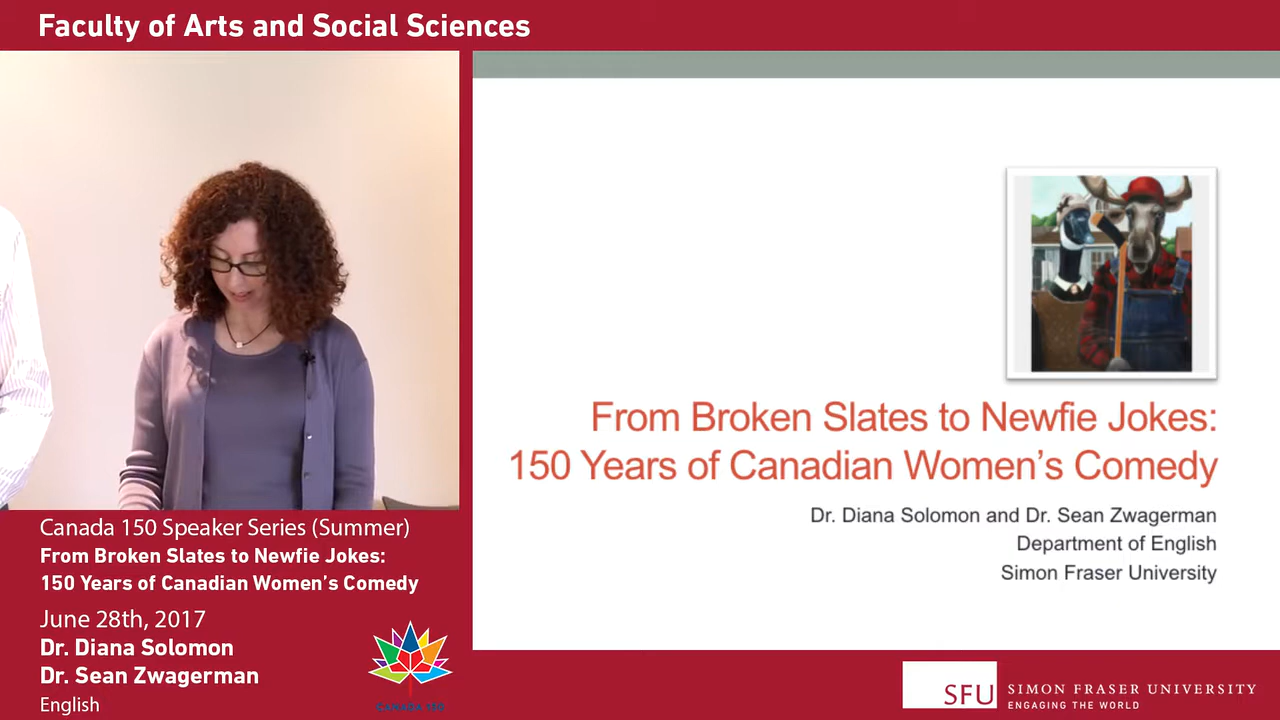 Faculty of Arts and Social Sciences
From Broken Slates to Newfie Jokes:
150 Years of Canadian Women's Comedy
Dr. Diana Solomon and Dr. Sean Zwagerman
Department of English
Simon Fraser University
Canada 150 Speaker Series (Summer)
From Broken Slates to Newfie Jokes:
150 Years of Canadian Women's Comedy
June 28th, 2017
Dr. Diana Solomon
Dr. Sean Zwagerman
English
CANADA 150
SFU
SIMON FRASER UNIVERSITY
ENGAGING THE WORLD